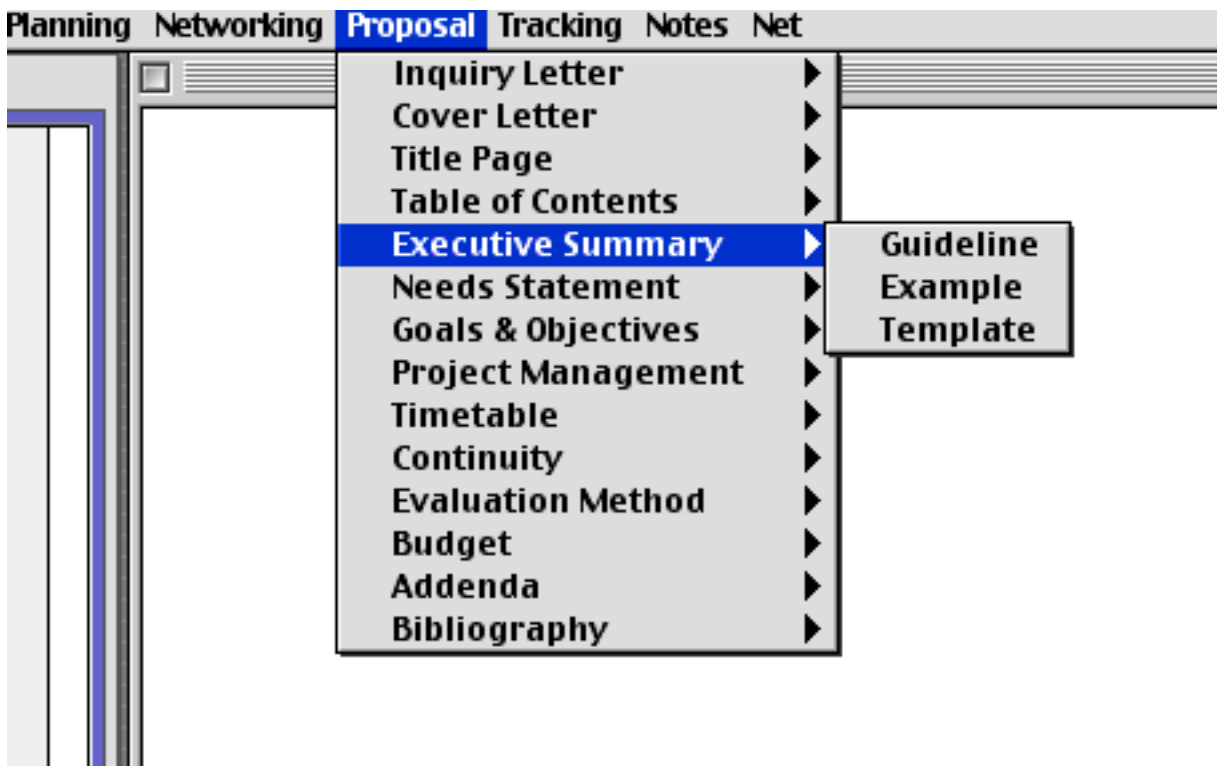 Planning Networking Proposal Tracking Notes Net
Inquiry Letter
Cover Letter
Title Page
Table of Contents
Executive Summary
Guideline
Needs Statement
Example
Goals & Objectives
Template
Project Management
Timetable
Continuity
Evaluation Method
Budget
Addenda
Bibliography